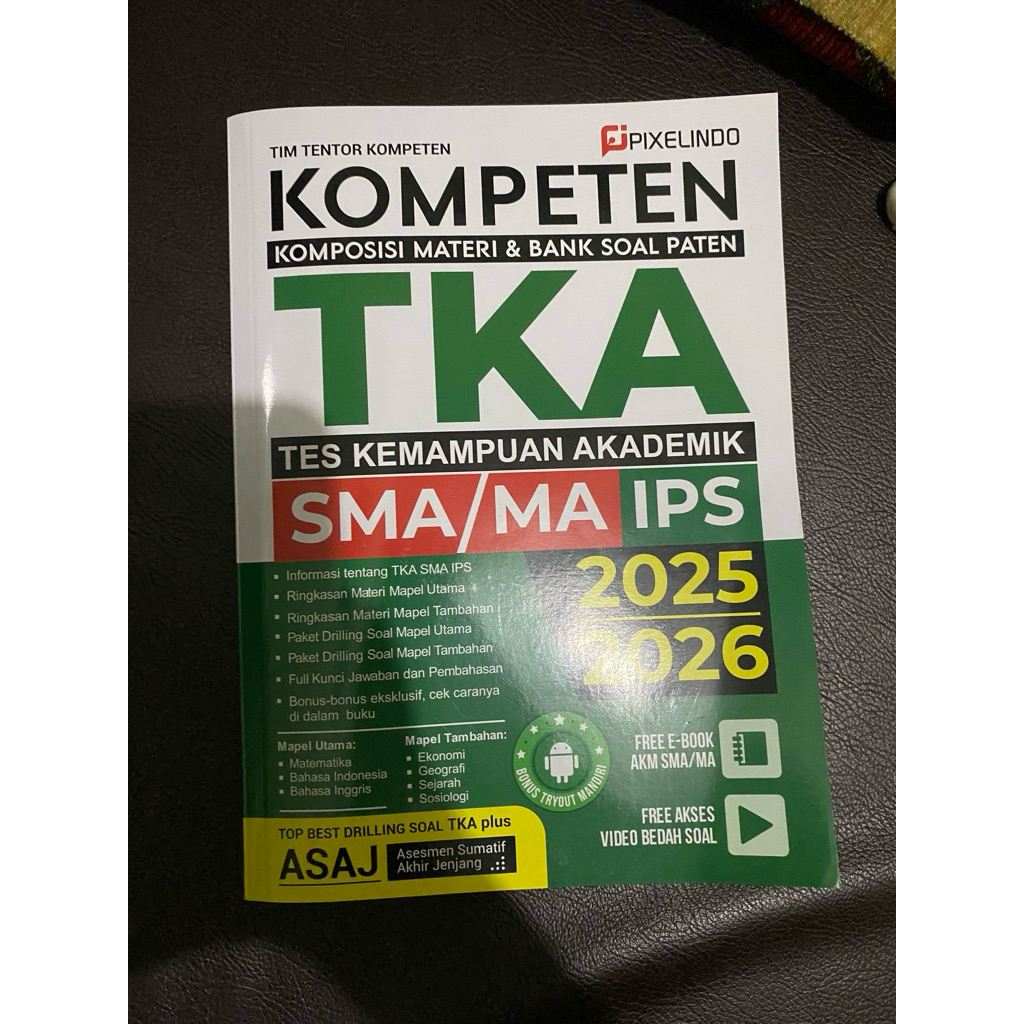 TIM TENTOR KOMPETEN
PIXELINDO
KOMPETEN
KOMPOSISI MATERI & BANK SOAL PATEN
TKA
TES KEMAMPUAN AKADEMIK
SMA/MA IPS
2025
2026
Informasi tentang TKA SMA IPS
Ringkasan Materi Mapel Utama
Ringkasan Materi Mapel Tambahan
Paket Drilling Soal Mapel Utama
Paket Drilling Soal Mapel Tambahan
Full Kunci Jawaban dan Pembahasan
Bonus-bonus eksklusif, cek caranya
di dalam buku
Mapel Utama:
Matematika
Bahasa Indonesia
Bahasa Inggris
Mapel Tambahan:
Ekonomi
Geografi
Sejarah
Sosiologi
BONUS TRYOUT MANDIRI
FREE E-BOOK
AKM SMA/MA
FREE AKSES
VIDEO BEDAH SOAL
TOP BEST DRILLING SOAL TKA plus
ASAJ
Asesmen Sumatif
Akhir Jenjang